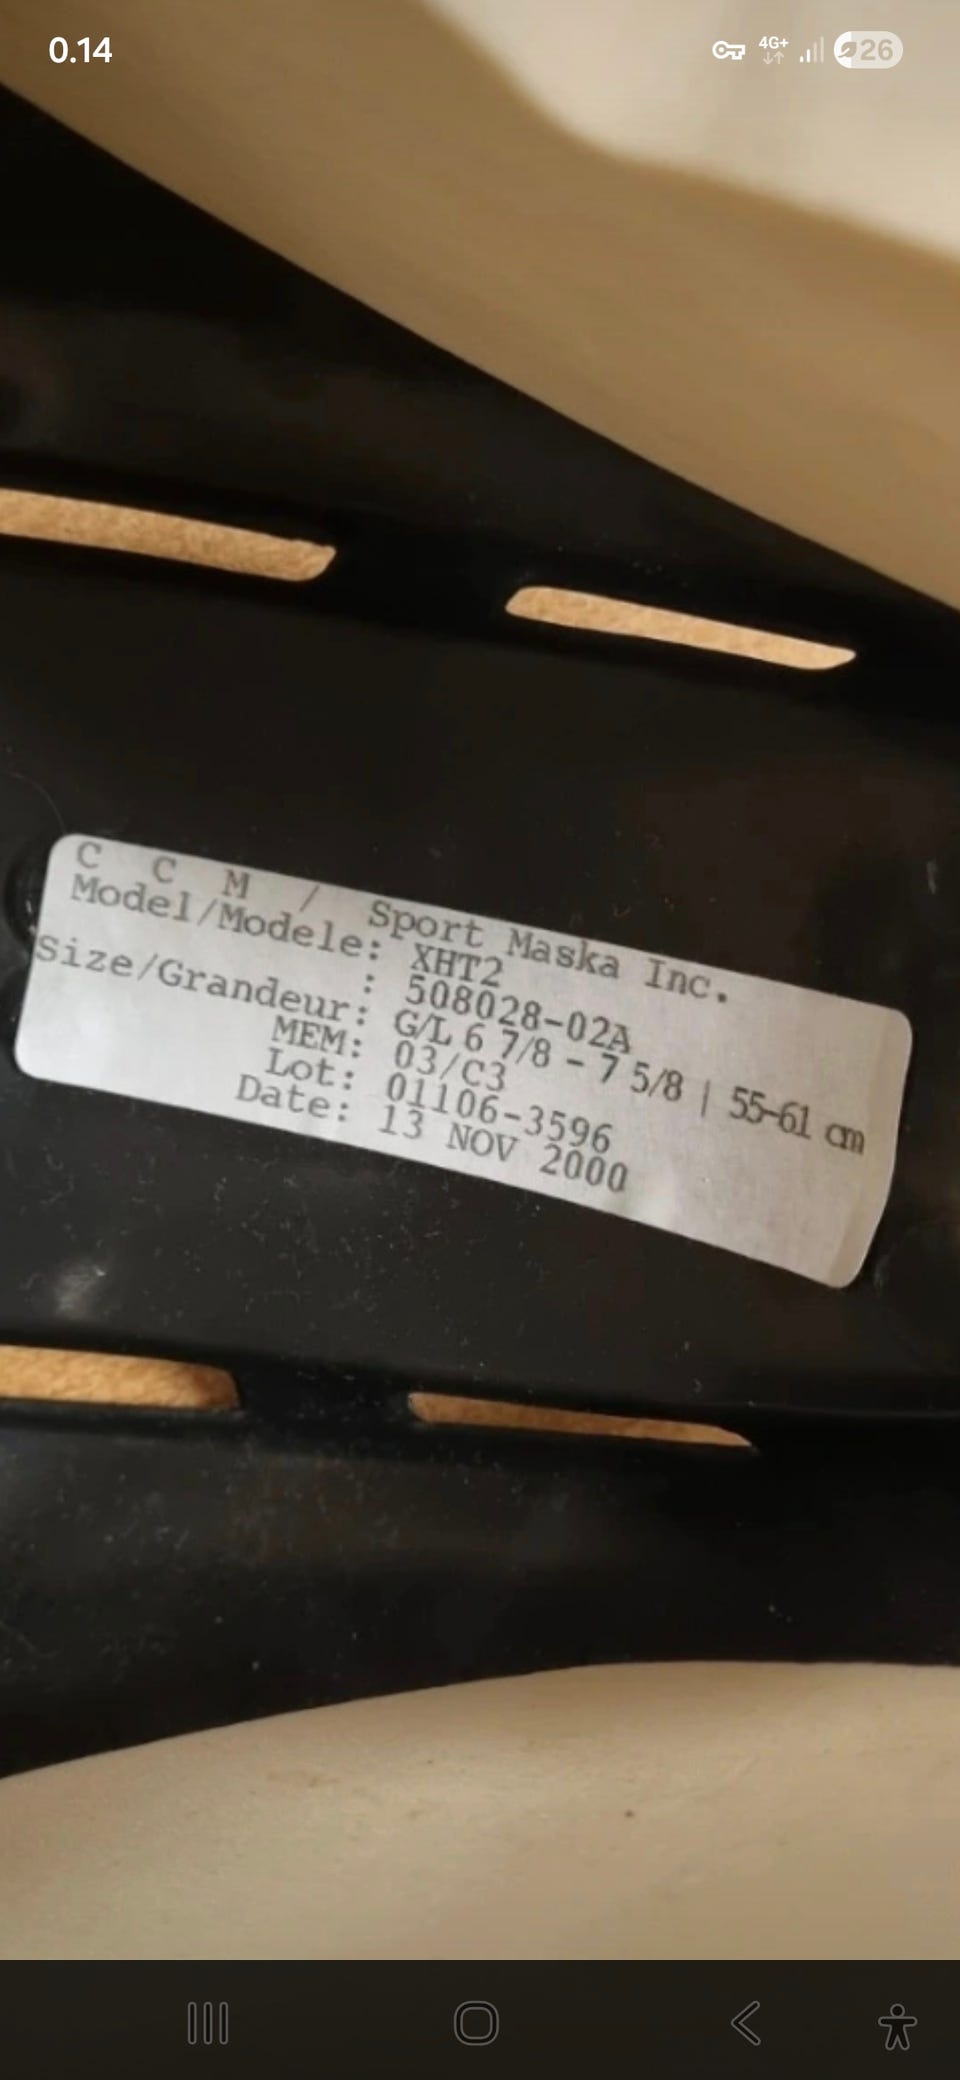 0.14
4G+
26
C C M / Sport Maska Inc.
Model/Modele: XHT2
: 508028-02A
Size/Grandeur: G/L 6 7/8 - 7 5/8 | 55-61 cm
MEM: 03/C3
Lot: 01106-3596
Date: 13 NOV 2000